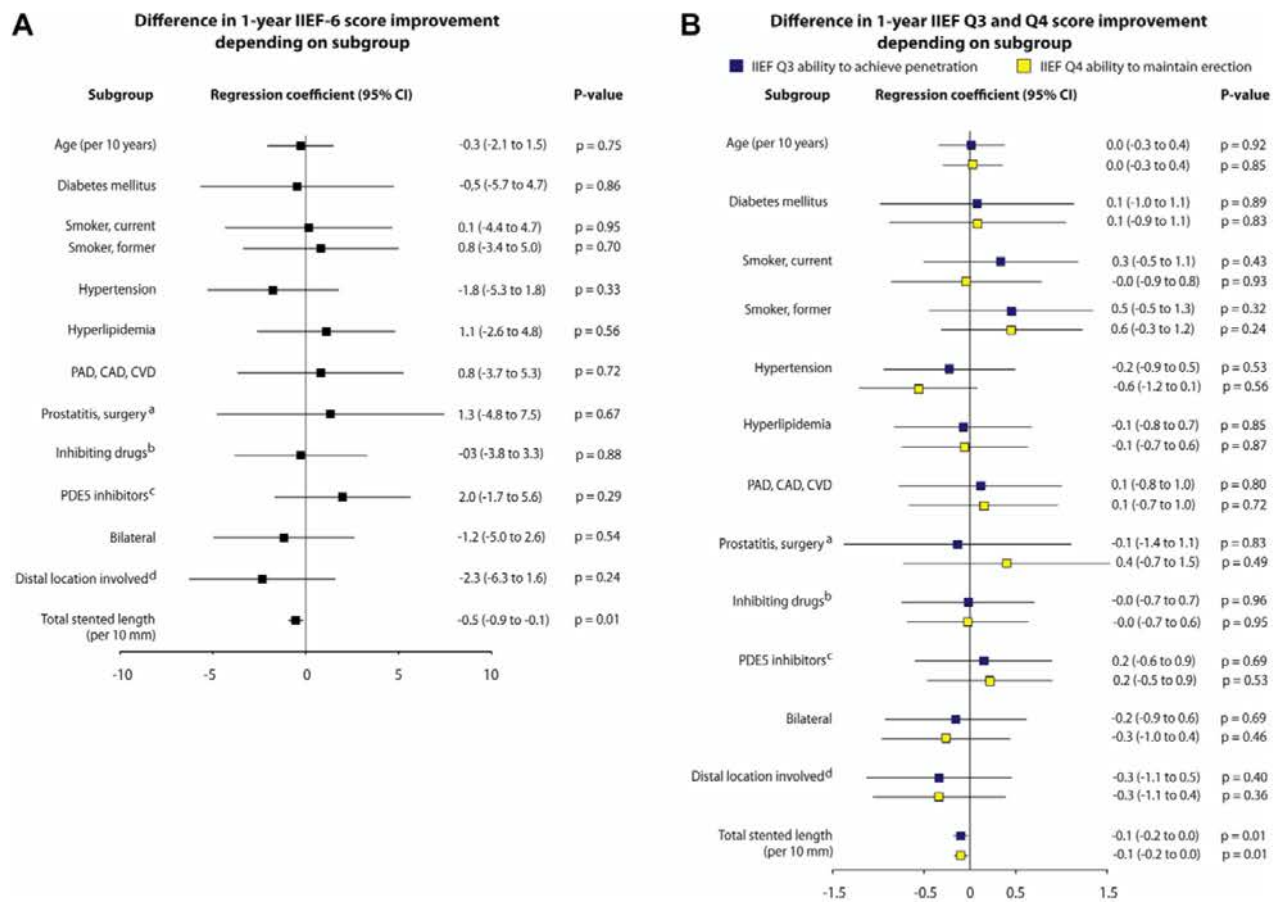 A
Difference in 1-year IIEF-6 score improvement
depending on subgroup
Subgroup Regression coefficient (95% CI) P-value
Age (per 10 years) -0.3 (-2.1 to 1.5) p = 0.75
Diabetes mellitus -0,5 (-5.7 to 4.7) p = 0.86
Smoker, current 0.1 (-4.4 to 4.7) p = 0.95
Smoker, former 0.8 (-3.4 to 5.0) p = 0.70
Hypertension -1.8 (-5.3 to 1.8) p = 0.33
Hyperlipidemia 1.1 (-2.6 to 4.8) p = 0.56
PAD, CAD, CVD 0.8 (-3.7 to 5.3) p = 0.72
Prostatitis, surgery a 1.3 (-4.8 to 7.5) p = 0.67
Inhibiting drugsb -03 (-3.8 to 3.3) p = 0.88
PDE5 inhibitorsc 2.0 (-1.7 to 5.6) p = 0.29
Bilateral -1.2 (-5.0 to 2.6) p = 0.54
Distal location involvedd -2.3 (-6.3 to 1.6) p = 0.24
Total stented length -0.5 (-0.9 to -0.1) p = 0.01
(per 10 mm)
-10 -5 0 5 10
B
Difference in 1-year IIEF Q3 and Q4 score improvement
depending on subgroup
IIEF Q3 ability to achieve penetration IIEF Q4 ability to maintain erection
Subgroup Regression coefficient (95% CI) P-value
Age (per 10 years) 0.0 (-0.3 to 0.4) p = 0.92
0.0 (-0.3 to 0.4) p = 0.85
Diabetes mellitus 0.1 (-1.0 to 1.1) p = 0.89
0.1 (-0.9 to 1.1) p = 0.83
Smoker, current 0.3 (-0.5 to 1.1) p = 0.43
-0.0 (-0.9 to 0.8) p = 0.93
Smoker, former 0.5 (-0.5 to 1.3) p = 0.32
0.6 (-0.3 to 1.2) p = 0.24
Hypertension -0.2 (-0.9 to 0.5) p = 0.53
-0.6 (-1.2 to 0.1) p = 0.56
Hyperlipidemia -0.1 (-0.8 to 0.7) p = 0.85
-0.1 (-0.7 to 0.6) p = 0.87
PAD, CAD, CVD 0.1 (-0.8 to 1.0) p = 0.80
0.1 (-0.7 to 1.0) p = 0.72
Prostatitis, surgery a -0.1 (-1.4 to 1.1) p = 0.83
0.4 (-0.7 to 1.5) p = 0.49
Inhibiting drugsb -0.0 (-0.7 to 0.7) p = 0.96
-0.0 (-0.7 to 0.6) p = 0.95
PDE5 inhibitorsc 0.2 (-0.6 to 0.9) p = 0.69
0.2 (-0.5 to 0.9) p = 0.53
Bilateral -0.2 (-0.9 to 0.6) p = 0.69
-0.3 (-1.0 to 0.4) p = 0.46
Distal location involvedd -0.3 (-1.1 to 0.5) p = 0.40
-0.3 (-1.1 to 0.4) p = 0.36
Total stented length -0.1 (-0.2 to 0.0) p = 0.01
(per 10 mm) -0.1 (-0.2 to 0.0) p = 0.01
-1.5 -0.5 0 0.5 1.5